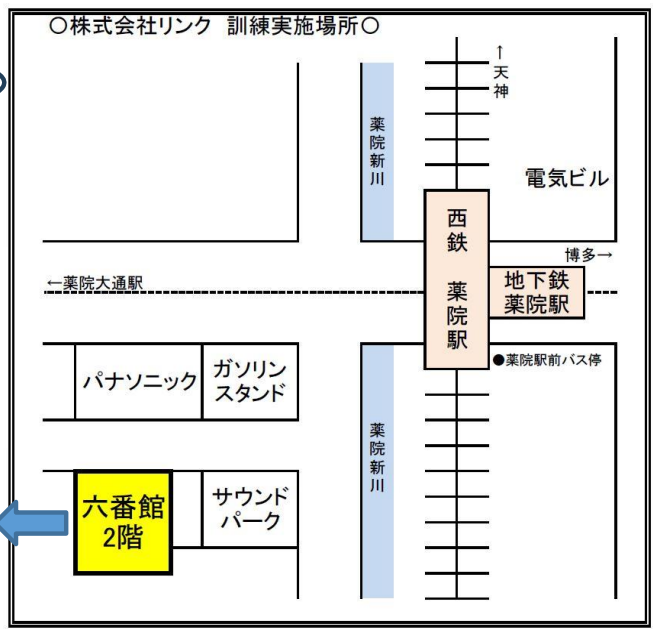 ○株式会社リンク 訓練実施場所○
↑天神
薬院新川
電気ビル
西鉄 薬院駅
博多→
←薬院大通駅
地下鉄
薬院駅
●薬院駅前バス停
パナソニック
ガソリン
スタンド
薬院新川
六番館
2階
サウンド
パーク